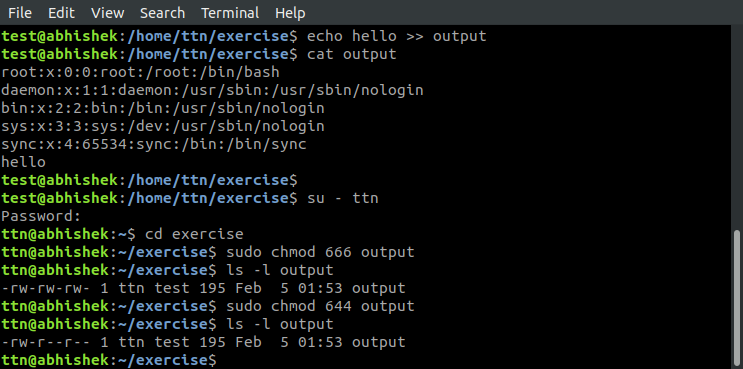 File Edit View Search Terminal Help
test@abhishek:/home/ttn/exercise$ echo hello >> output
test@abhishek:/home/ttn/exercise$ cat output
root:x:0:0:root:/root:/bin/bash
daemon:x:1:1:daemon:/usr/sbin:/usr/sbin/nologin
bin:x:2:2:bin:/bin:/usr/sbin/nologin
sys:x:3:3:sys:/dev:/usr/sbin/nologin
sync:x:4:65534:sync:/bin:/bin/sync
hello
test@abhishek:/home/ttn/exercise$
test@abhishek:/home/ttn/exercise$ su - ttn
Password:
ttn@abhishek:~$ cd exercise
ttn@abhishek:~/exercise$ sudo chmod 666 output
ttn@abhishek:~/exercise$ ls -l output
-rw-rw-rw- 1 ttn test 195 Feb  5 01:53 output
ttn@abhishek:~/exercise$ sudo chmod 644 output
ttn@abhishek:~/exercise$ ls -l output
-rw-r--r-- 1 ttn test 195 Feb  5 01:53 output
ttn@abhishek:~/exercise$